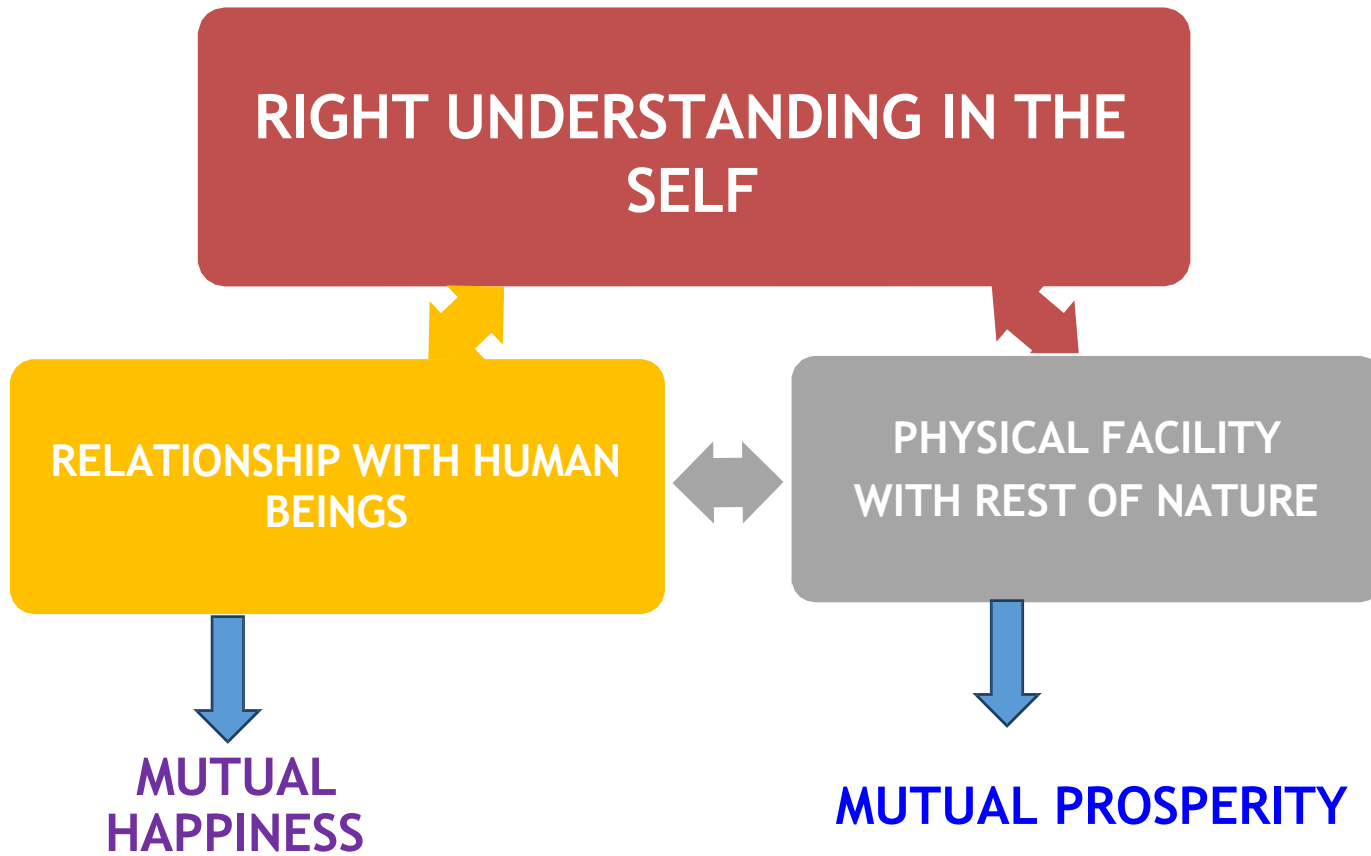 RIGHT UNDERSTANDING IN THE
SELF
RELATIONSHIP WITH HUMAN
BEINGS
PHYSICAL FACILITY
WITH REST OF NATURE
MUTUAL
HAPPINESS
MUTUAL PROSPERITY